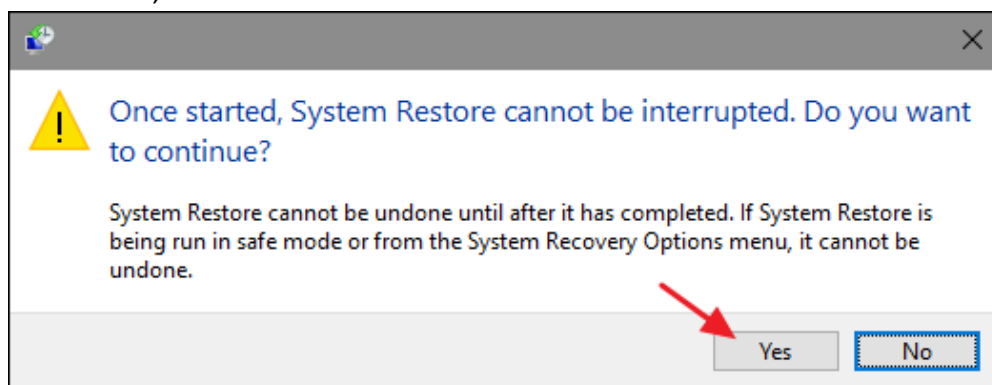 Once started, System Restore cannot be interrupted. Do you want
to continue?
System Restore cannot be undone until after it has completed. If System Restore is
being run in safe mode or from the System Recovery Options menu, it cannot be
undone.
Yes No